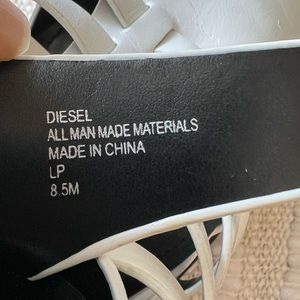 DIESEL
ALL MAN MADE MATERIALS
MADE IN CHINA
LP
8.5M